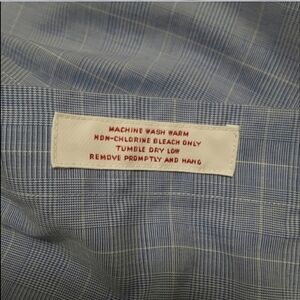 MACHINE WASH WARM
NON-CHLORINE BLEACH ONLY
TUMBLE DRY LOW
REMOVE PROMPTLY AND HANG